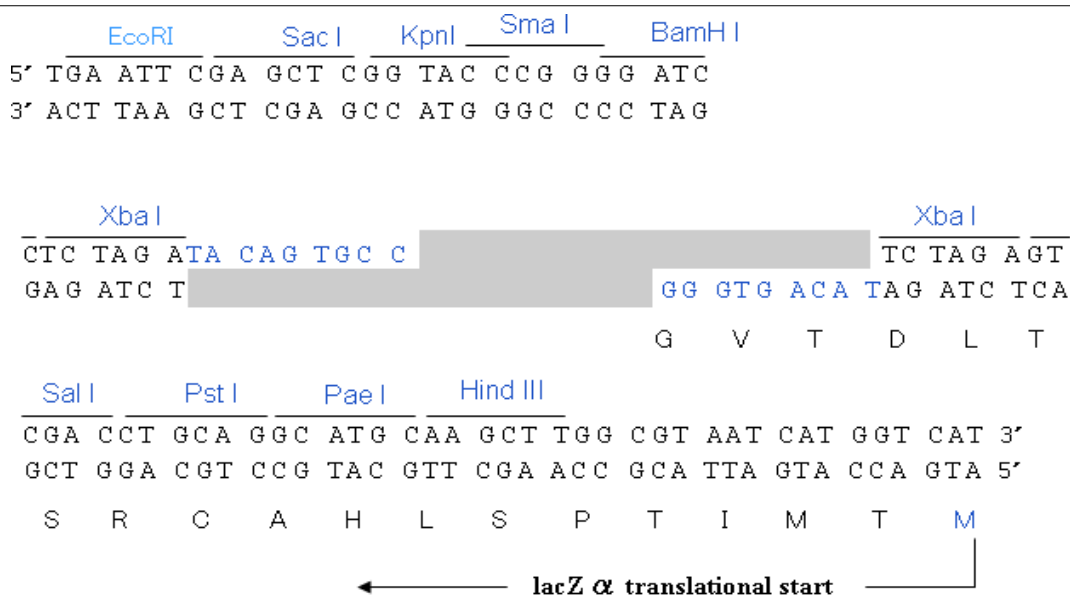 EcoRI Sac I KpnI Sma I BamH I
5′ TGA ATT CGA GCT CGG TAC CCG GGG ATC
3′ ACT TAA GCT CGA GCC ATG GGC CCC TAG
Xba I Xba I
CTC TAG ATA CAG TGC C TC TAG AGT
GAG ATC T GG GTG ACA TAG ATC TCA
G V T D L T
Sal I Pst I Pae I Hind III
CGA CCT GCA GGC ATG CAA GCT TGG CGT AAT CAT GGT CAT 3′
GCT GGA CGT CCG TAC GTT CGA ACC GCA TTA GTA CCA GTA 5′
S R C A H L S P T I M T M
lacZ α translational start